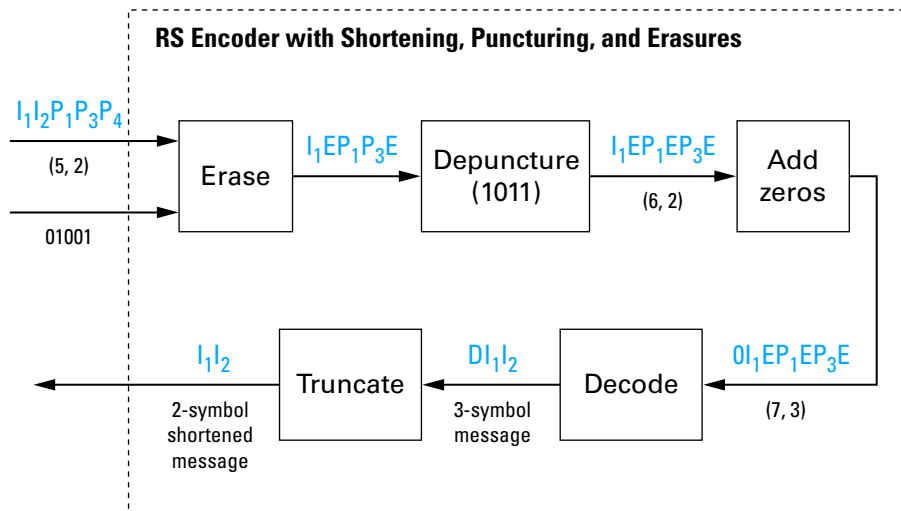 RS Encoder with Shortening, Puncturing, and Erasures
I₁I₂P₁P₃P₄
(5, 2)
01001
Erase
I₁EP₁P₃E
Depuncture
(1011)
I₁EP₁EP₃E
(6, 2)
Add
zeros
0I₁EP₁EP₃E
(7, 3)
Decode
DI₁I₂
3-symbol
message
Truncate
I₁I₂
2-symbol
shortened
message